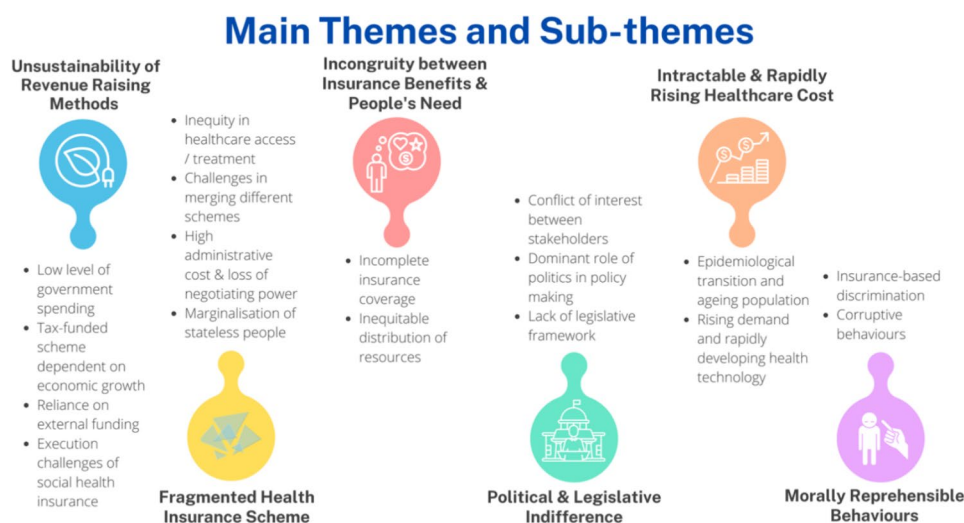 Main Themes and Sub-themes
Unsustainability of
Revenue Raising
Methods
• Low level of
government
spending
• Tax-funded
scheme
dependent on
economic growth
• Reliance on
external funding
• Execution
challenges of
social health
insurance
• Inequity in
healthcare access
/ treatment
• Challenges in
merging different
schemes
• High
administrative
cost & loss of
negotiating power
• Marginalisation of
stateless people
Fragmented Health
Insurance Scheme
Incongruity between
Insurance Benefits &
People's Need
• Incomplete
insurance
coverage
• Inequitable
distribution of
resources
• Conflict of interest
between
stakeholders
• Dominant role of
politics in policy
making
• Lack of legislative
framework
Political & Legislative
Indifference
Intractable & Rapidly
Rising Healthcare Cost
• Epidemiological
transition and
ageing population
• Rising demand
and rapidly
developing health
technology
• Insurance-based
discrimination
• Corruptive
behaviours
Morally Reprehensible
Behaviours